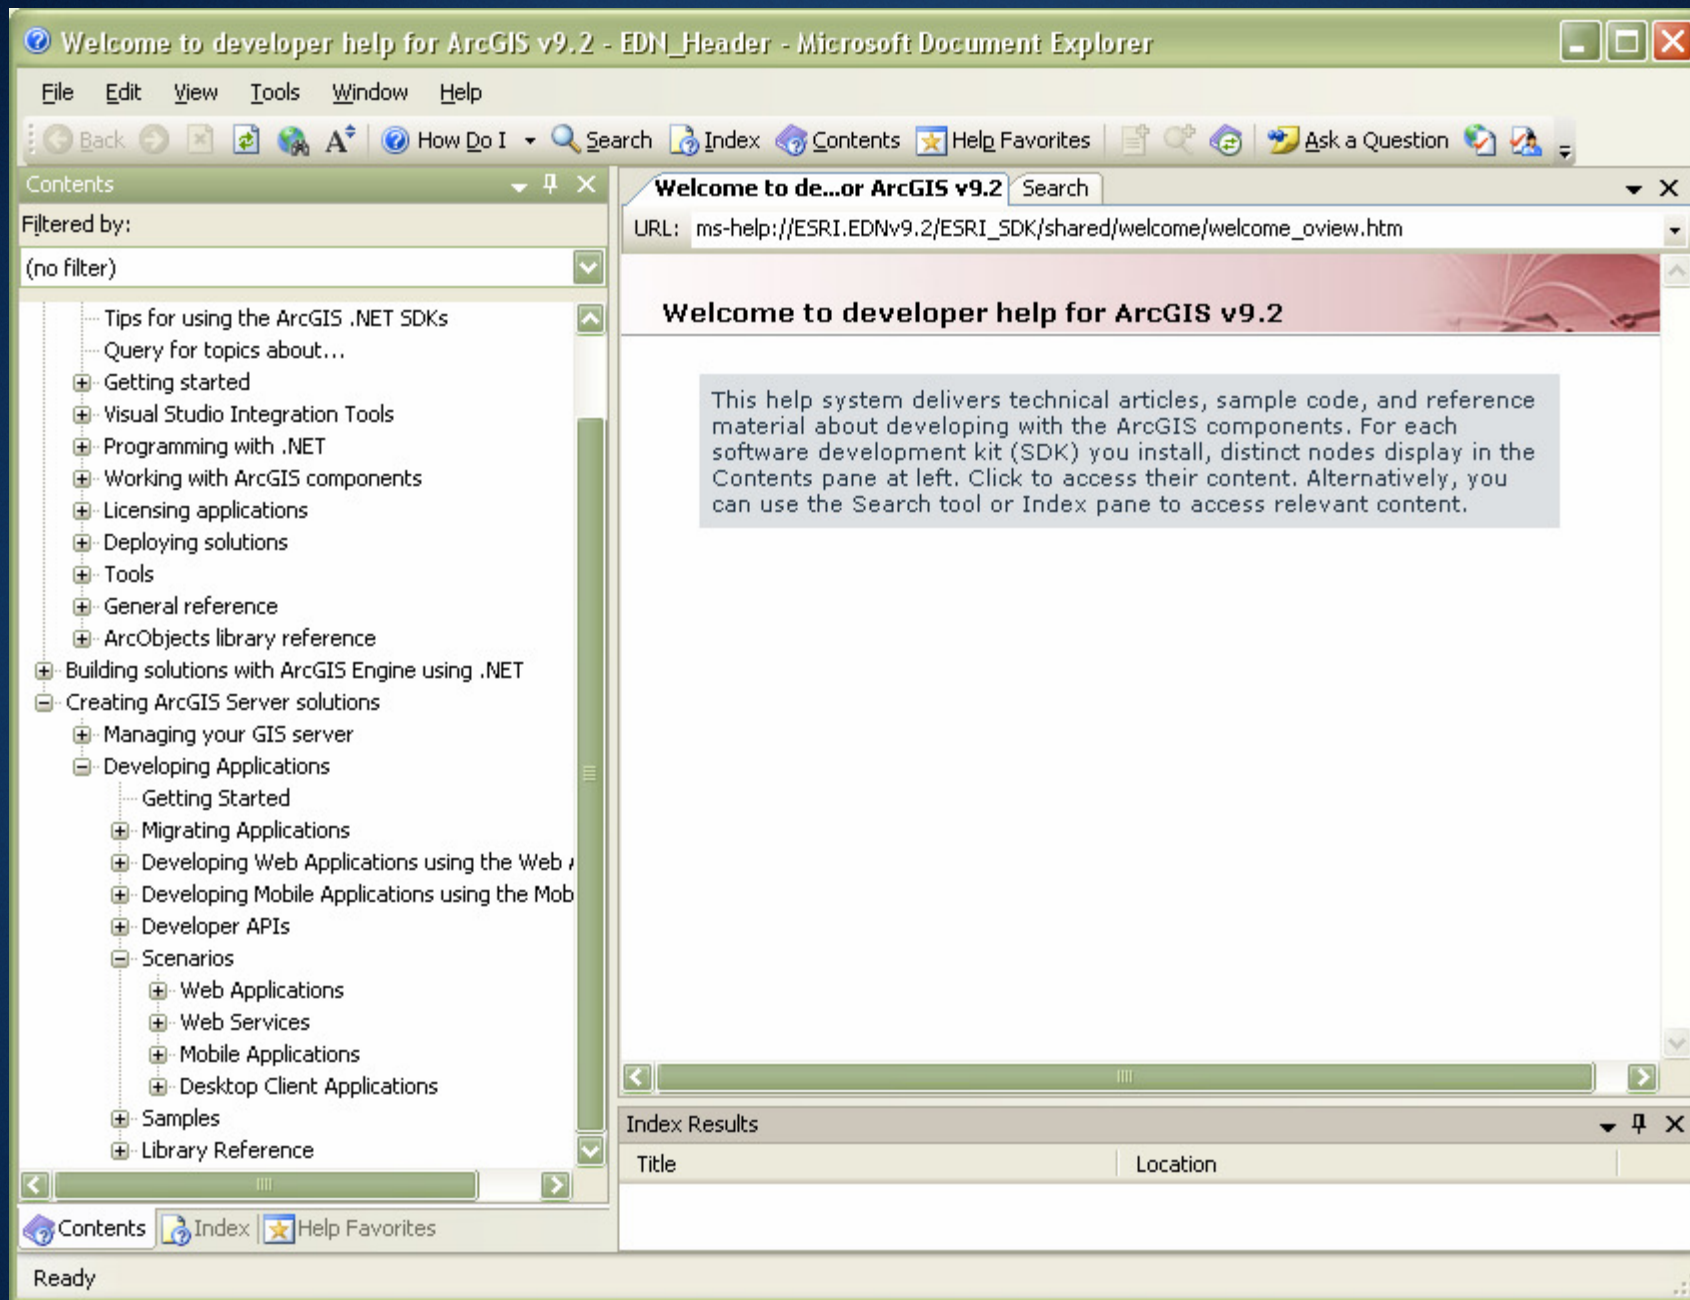 Welcome to developer help for ArcGIS v9.2 - EDN_Header - Microsoft Document Explorer
File Edit View Tools Window Help
Back How Do I Search Index Contents Help Favorites Ask a Question
Contents
Filtered by:
(no filter)
Tips for using the ArcGIS .NET SDKs
Query for topics about...
Getting started
Visual Studio Integration Tools
Programming with .NET
Working with ArcGIS components
Licensing applications
Deploying solutions
Tools
General reference
ArcObjects library reference
Building solutions with ArcGIS Engine using .NET
Creating ArcGIS Server solutions
Managing your GIS server
Developing Applications
Getting Started
Migrating Applications
Developing Web Applications using the Web
Developing Mobile Applications using the Mob
Developer APIs
Scenarios
Web Applications
Web Services
Mobile Applications
Desktop Client Applications
Samples
Library Reference
Contents Index Help Favorites
Welcome to de...or ArcGIS v9.2 Search
URL: ms-help://ESRI.EDNv9.2/ESRI_SDK/shared/welcome/welcome_oview.htm
Welcome to developer help for ArcGIS v9.2
This help system delivers technical articles, sample code, and reference
material about developing with the ArcGIS components. For each
software development kit (SDK) you install, distinct nodes display in the
Contents pane at left. Click to access their content. Alternatively, you
can use the Search tool or Index pane to access relevant content.
Index Results
Title Location
Ready